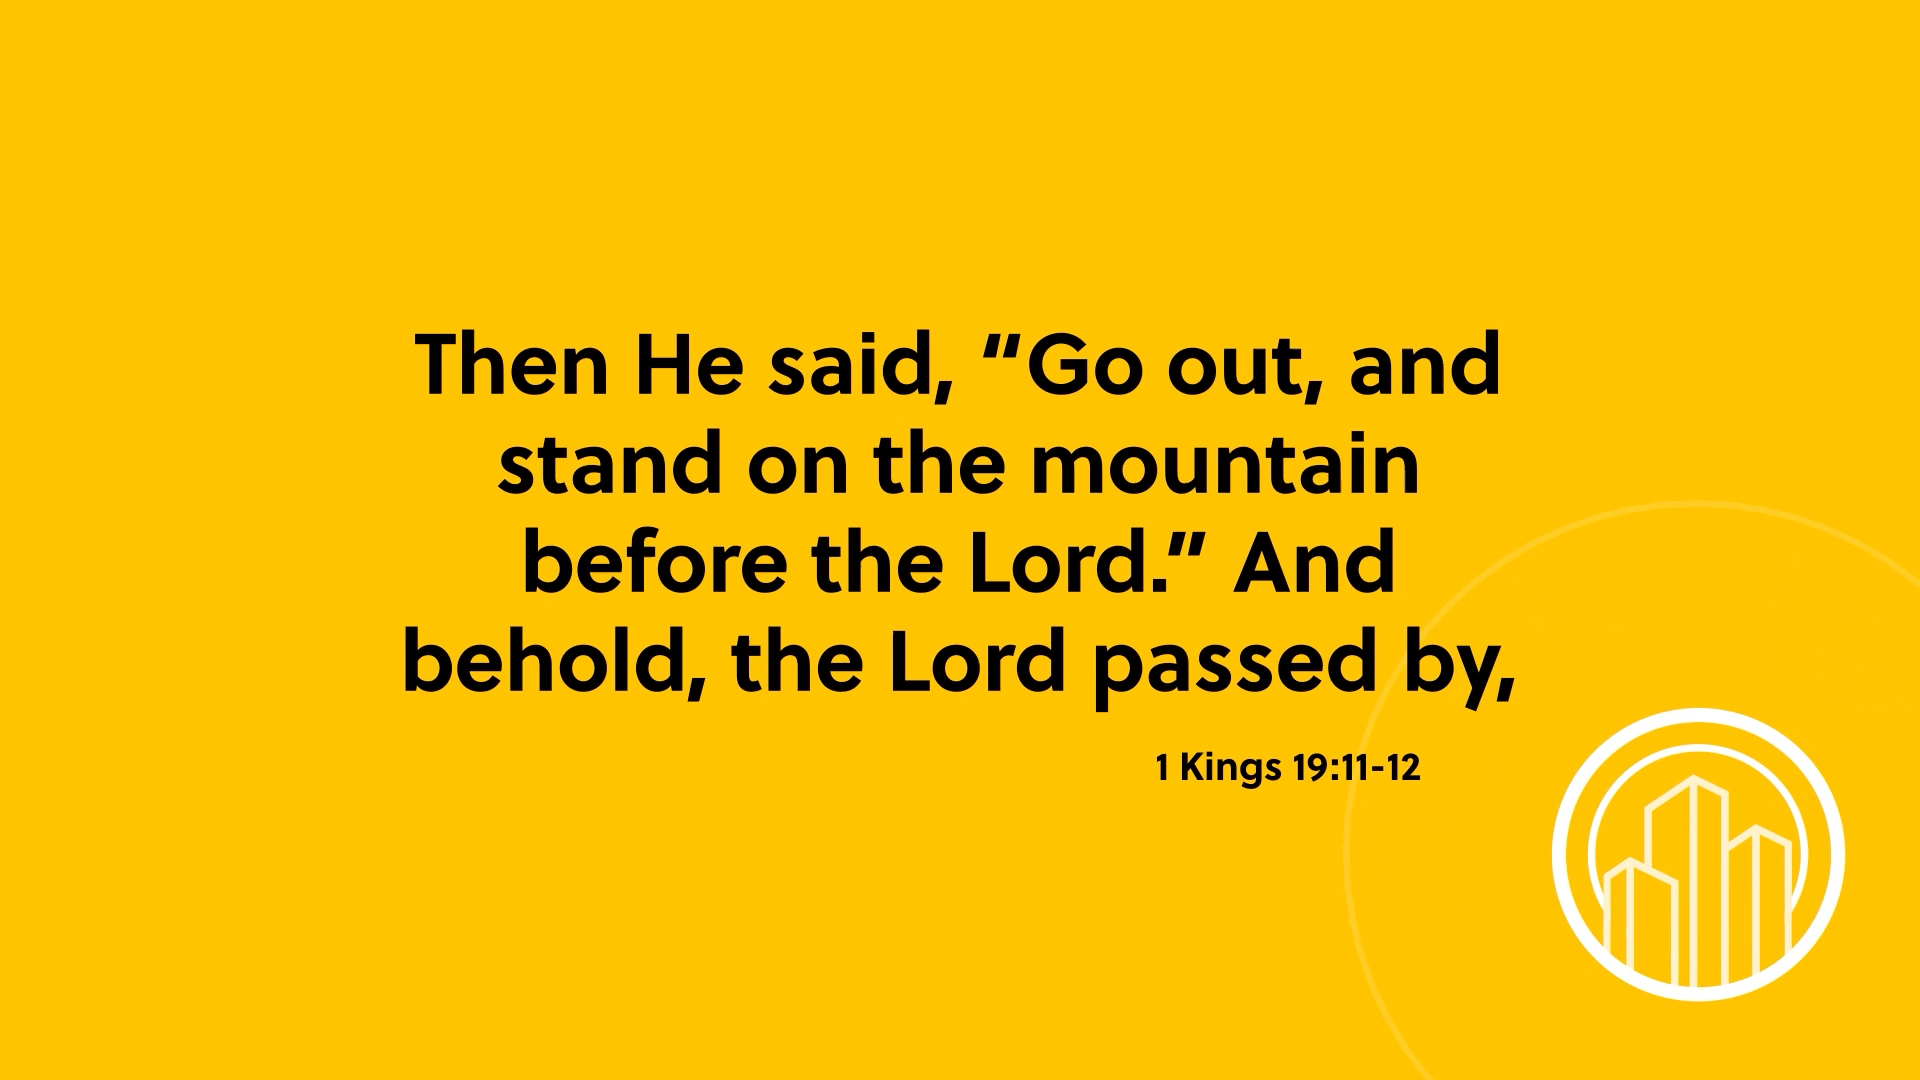 Then He said, “Go out, and
stand on the mountain
before the Lord.” And
behold, the Lord passed by,
1 Kings 19:11-12